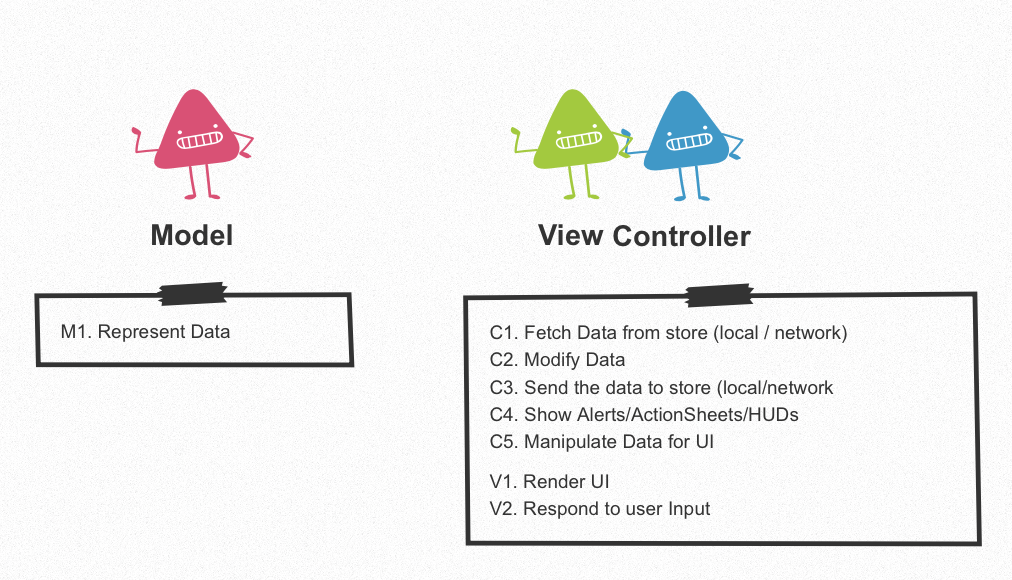 Model
View Controller
M1. Represent Data
C1. Fetch Data from store (local / network)
C2. Modify Data
C3. Send the data to store (local/network
C4. Show Alerts/ActionSheets/HUDs
C5. Manipulate Data for UI
V1. Render UI
V2. Respond to user Input